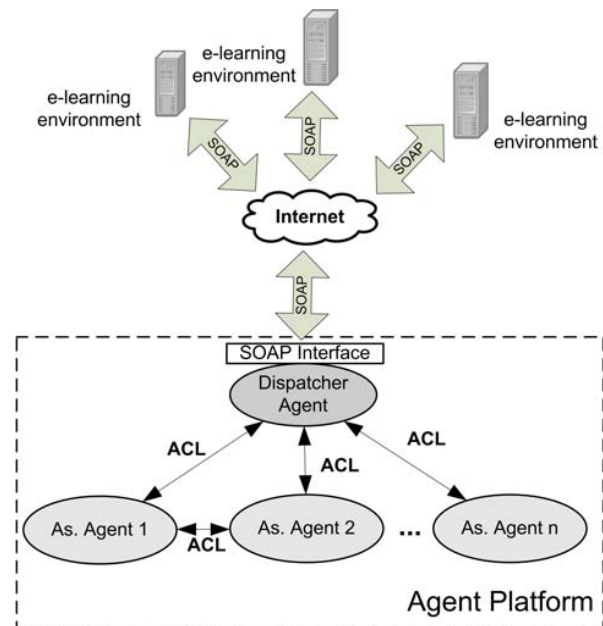 e-learning
environment
e-learning
environment
e-learning
environment
SOAP
SOAP
SOAP
Internet
SOAP
SOAP Interface
Dispatcher
Agent
ACL
ACL
ACL
As. Agent 1
ACL
As. Agent 2
...
As. Agent n
Agent Platform